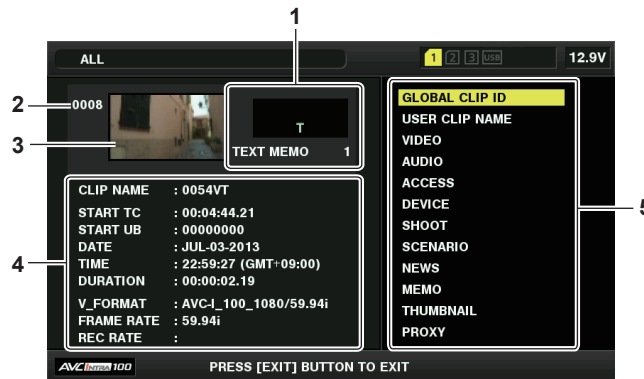 1
ALL
1 2 3 USB
12.9V
2
0008
3
T
TEXT MEMO 1
GLOBAL CLIP ID
USER CLIP NAME
VIDEO
AUDIO
ACCESS
DEVICE
SHOOT
SCENARIO
NEWS
MEMO
THUMBNAIL
PROXY
5
4
CLIP NAME : 0054VT
START TC : 00:04:44.21
START UB : 00000000
DATE : JUL-03-2013
TIME : 22:59:27 (GMT+09:00)
DURATION : 00:00:02.19
V_FORMAT : AVC-I_100_1080/59.94i
FRAME RATE : 59.94i
REC RATE :
AVC INTRA 100
PRESS [EXIT] BUTTON TO EXIT